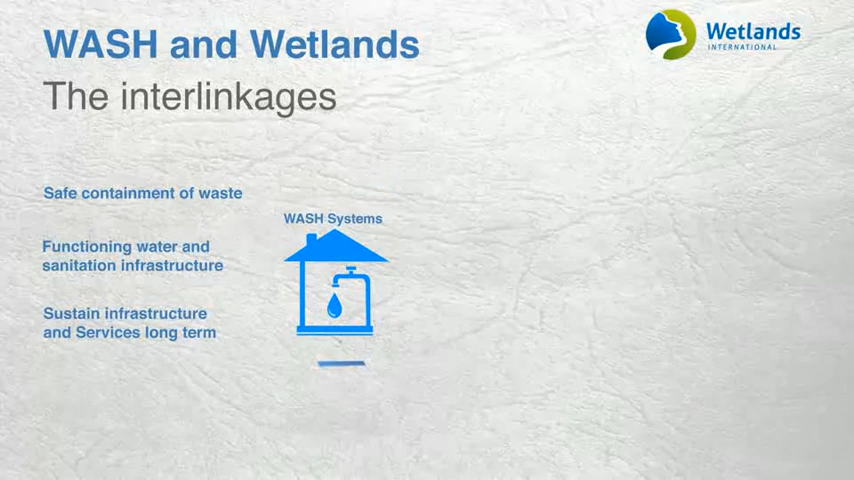 WASH and Wetlands
The interlinkages
Wetlands
INTERNATIONAL
Safe containment of waste
WASH Systems
Functioning water and
sanitation infrastructure
Sustain infrastructure
and Services long term